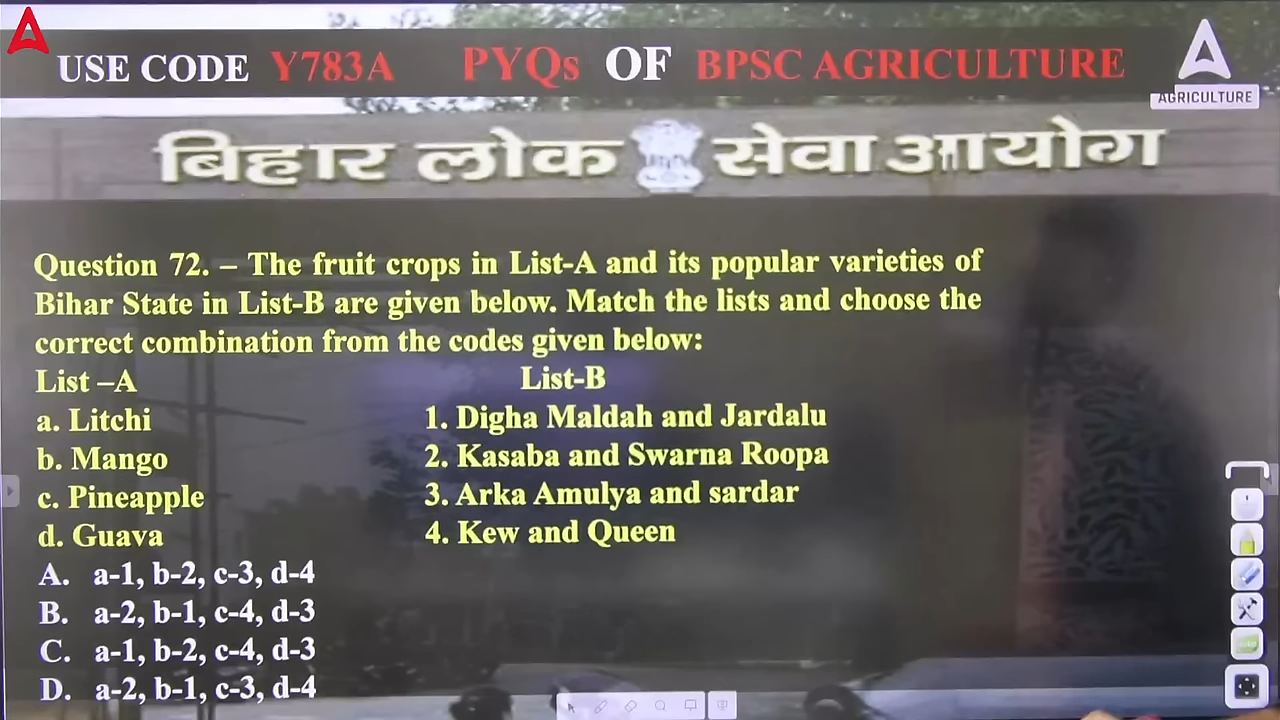 USE CODE Y783A PYQs OF BPSC AGRICULTURE
AGRICULTURE
बिहार लोक सेवा आयोग
Question 72. – The fruit crops in List-A and its popular varieties of
Bihar State in List-B are given below. Match the lists and choose the
correct combination from the codes given below:
List –A List-B
a. Litchi 1. Digha Maldah and Jardalu
b. Mango 2. Kasaba and Swarna Roopa
c. Pineapple 3. Arka Amulya and sardar
d. Guava 4. Kew and Queen
A. a-1, b-2, c-3, d-4
B. a-2, b-1, c-4, d-3
C. a-1, b-2, c-4, d-3
D. a-2, b-1, c-3, d-4